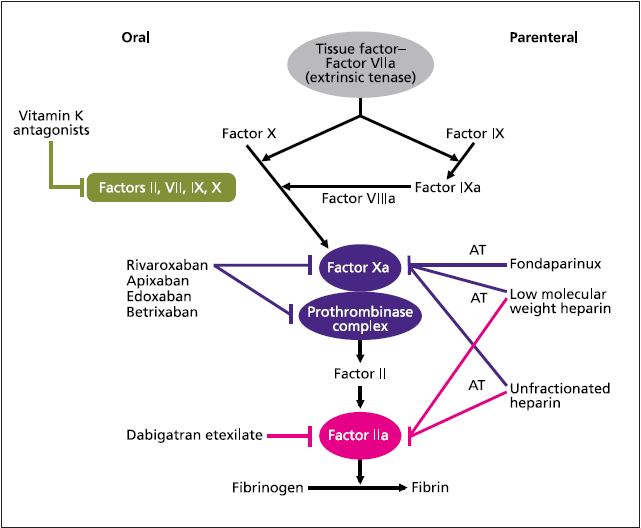 Oral
Parenteral
Tissue factor–
Factor VIIa
(extrinsic tenase)
Vitamin K
antagonists
Factor X
Factor IX
Factors II, VII, IX, X
Factor VIIIa
Factor IXa
Rivaroxaban
Apixaban
Edoxaban
Betrixaban
Factor Xa
AT
Fondaparinux
Prothrombinase
complex
AT
Low molecular
weight heparin
Factor II
AT
Unfractionated
heparin
Dabigatran etexilate
Factor IIa
Fibrinogen
Fibrin